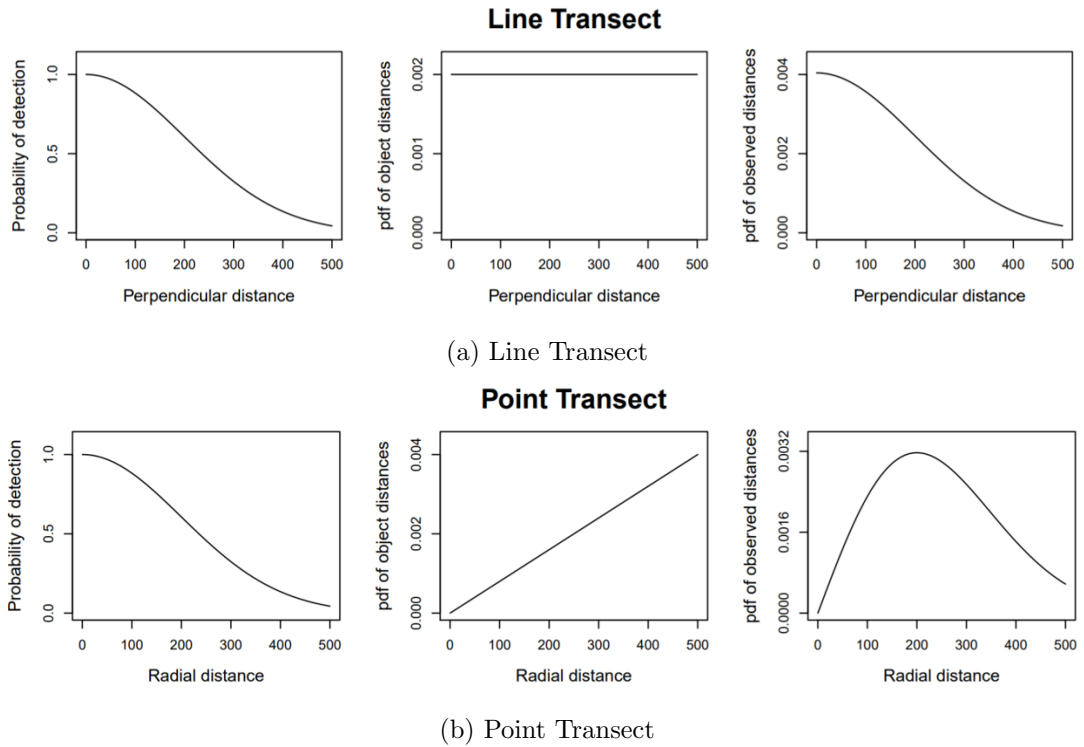 Line Transect
Probability of detection
0.0 0.5 1.0
0 100 200 300 400 500
Perpendicular distance
pdf of object distances
0.000 0.001 0.002
0 100 200 300 400 500
pdf of observed distances
0.000 0.002 0.004
0 100 200 300 400 500
Perpendicular distance
(a) Line Transect
Point Transect
Probability of detection
0.0 0.5 1.0
0 100 200 300 400 500
Radial distance
pdf of object distances
0.000 0.002 0.004
0 100 200 300 400 500
pdf of observed distances
0.0000 0.0016 0.0032
0 100 200 300 400 500
Radial distance
(b) Point Transect